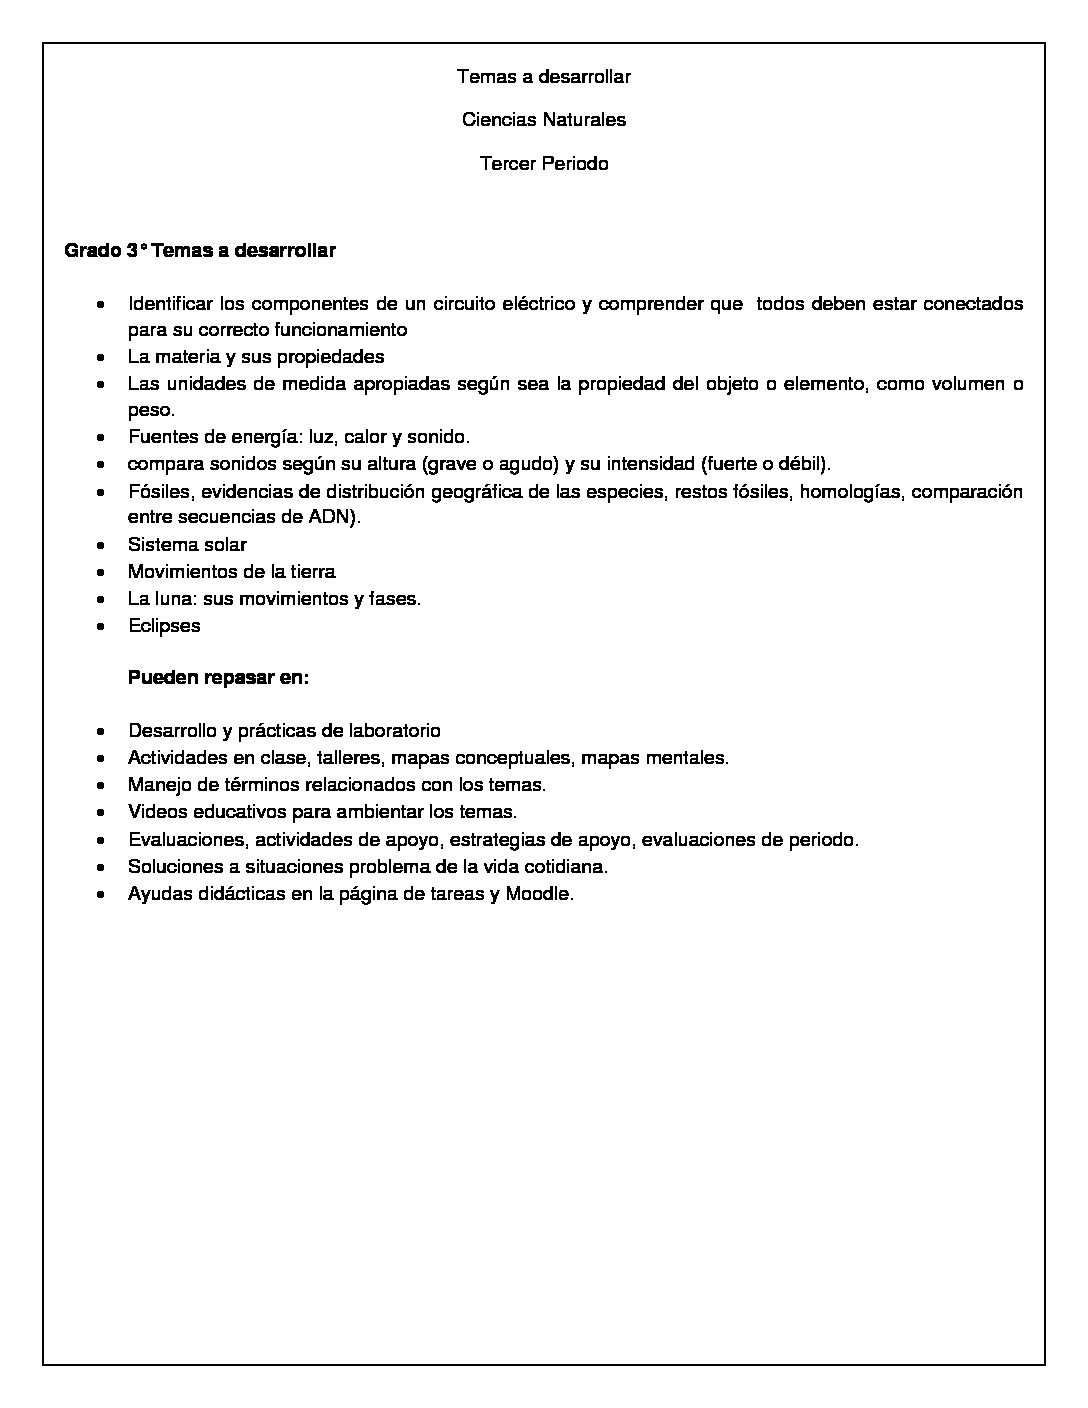 Temas a desarrollar
Ciencias Naturales
Tercer Periodo
Grado 3° Temas a desarrollar
• Identificar los componentes de un circuito eléctrico y comprender que  todos deben estar conectados
para su correcto funcionamiento
• La materia y sus propiedades
• Las unidades de medida apropiadas según sea la propiedad del objeto o elemento, como volumen o
peso.
• Fuentes de energía: luz, calor y sonido.
• compara sonidos según su altura (grave o agudo) y su intensidad (fuerte o débil).
• Fósiles, evidencias de distribución geográfica de las especies, restos fósiles, homologías, comparación
entre secuencias de ADN).
• Sistema solar
• Movimientos de la tierra
• La luna: sus movimientos y fases.
• Eclipses
Pueden repasar en:
• Desarrollo y prácticas de laboratorio
• Actividades en clase, talleres, mapas conceptuales, mapas mentales.
• Manejo de términos relacionados con los temas.
• Videos educativos para ambientar los temas.
• Evaluaciones, actividades de apoyo, estrategias de apoyo, evaluaciones de periodo.
• Soluciones a situaciones problema de la vida cotidiana.
• Ayudas didácticas en la página de tareas y Moodle.